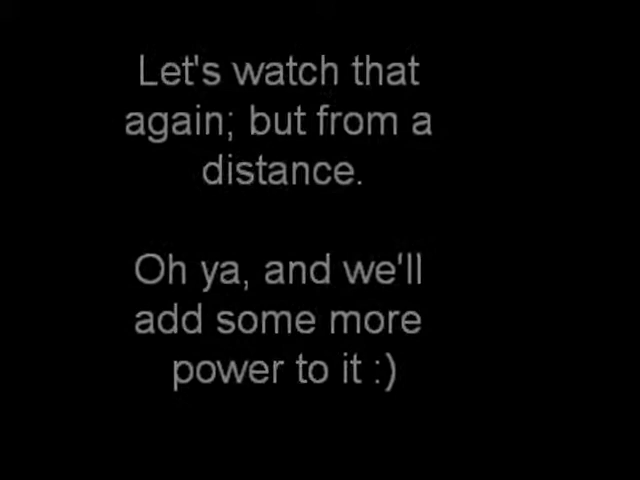 Let's watch that
again; but from a
distance.
Oh ya, and we'll
add some more
power to it :)